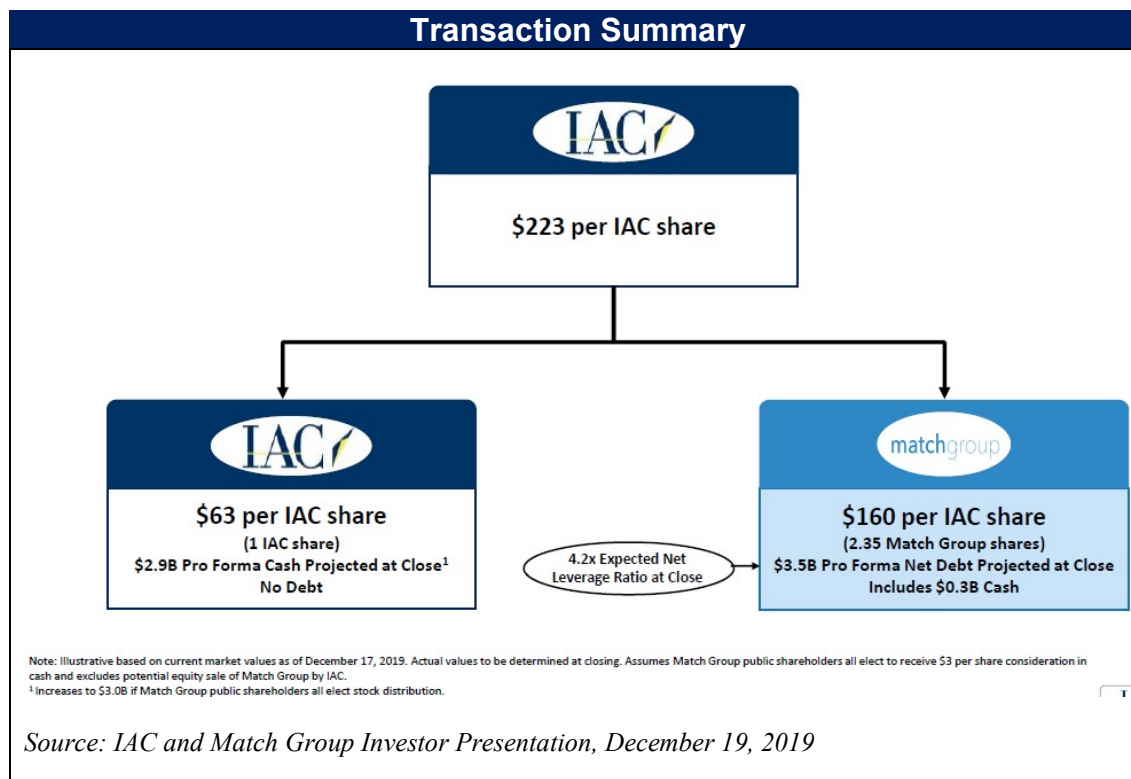 Transaction Summary
IAC
$223 per IAC share
IAC
$63 per IAC share
(1 IAC share)
$2.9B Pro Forma Cash Projected at Close¹
No Debt
4.2x Expected Net
Leverage Ratio at Close
matchgroup
$160 per IAC share
(2.35 Match Group shares)
$3.5B Pro Forma Net Debt Projected at Close
Includes $0.3B Cash
Note: Illustrative based on current market values as of December 17, 2019. Actual values to be determined at closing. Assumes Match Group public shareholders all elect to receive $3 per share consideration in
cash and excludes potential equity sale of Match Group by IAC.
¹ Increases to $3.0B if Match Group public shareholders all elect stock distribution.
Source: IAC and Match Group Investor Presentation, December 19, 2019